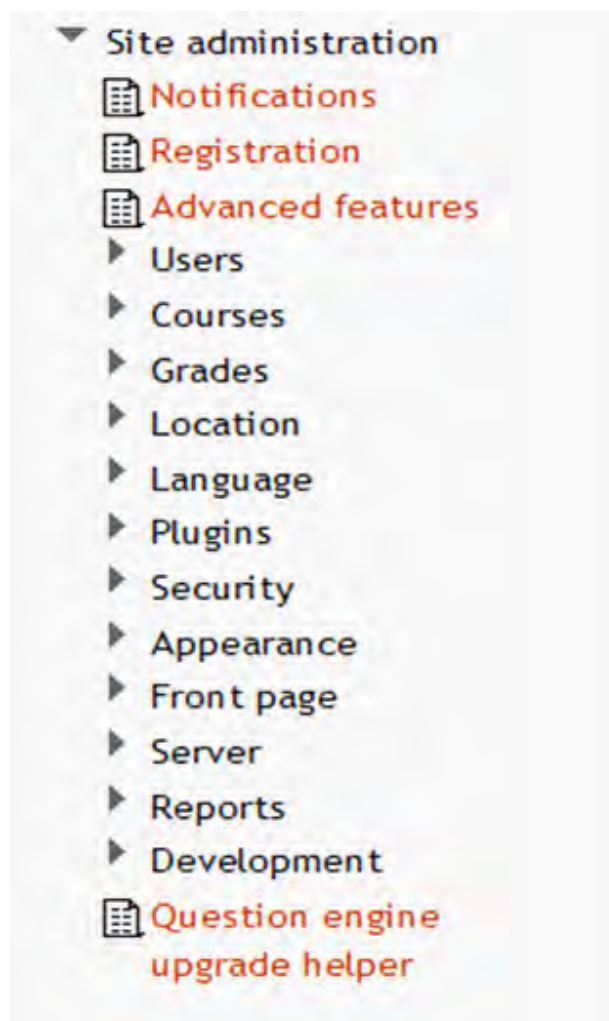 Site administration
Notifications
Registration
Advanced features
Users
Courses
Grades
Location
Language
Plugins
Security
Appearance
Front page
Server
Reports
Development
Question engine
upgrade helper